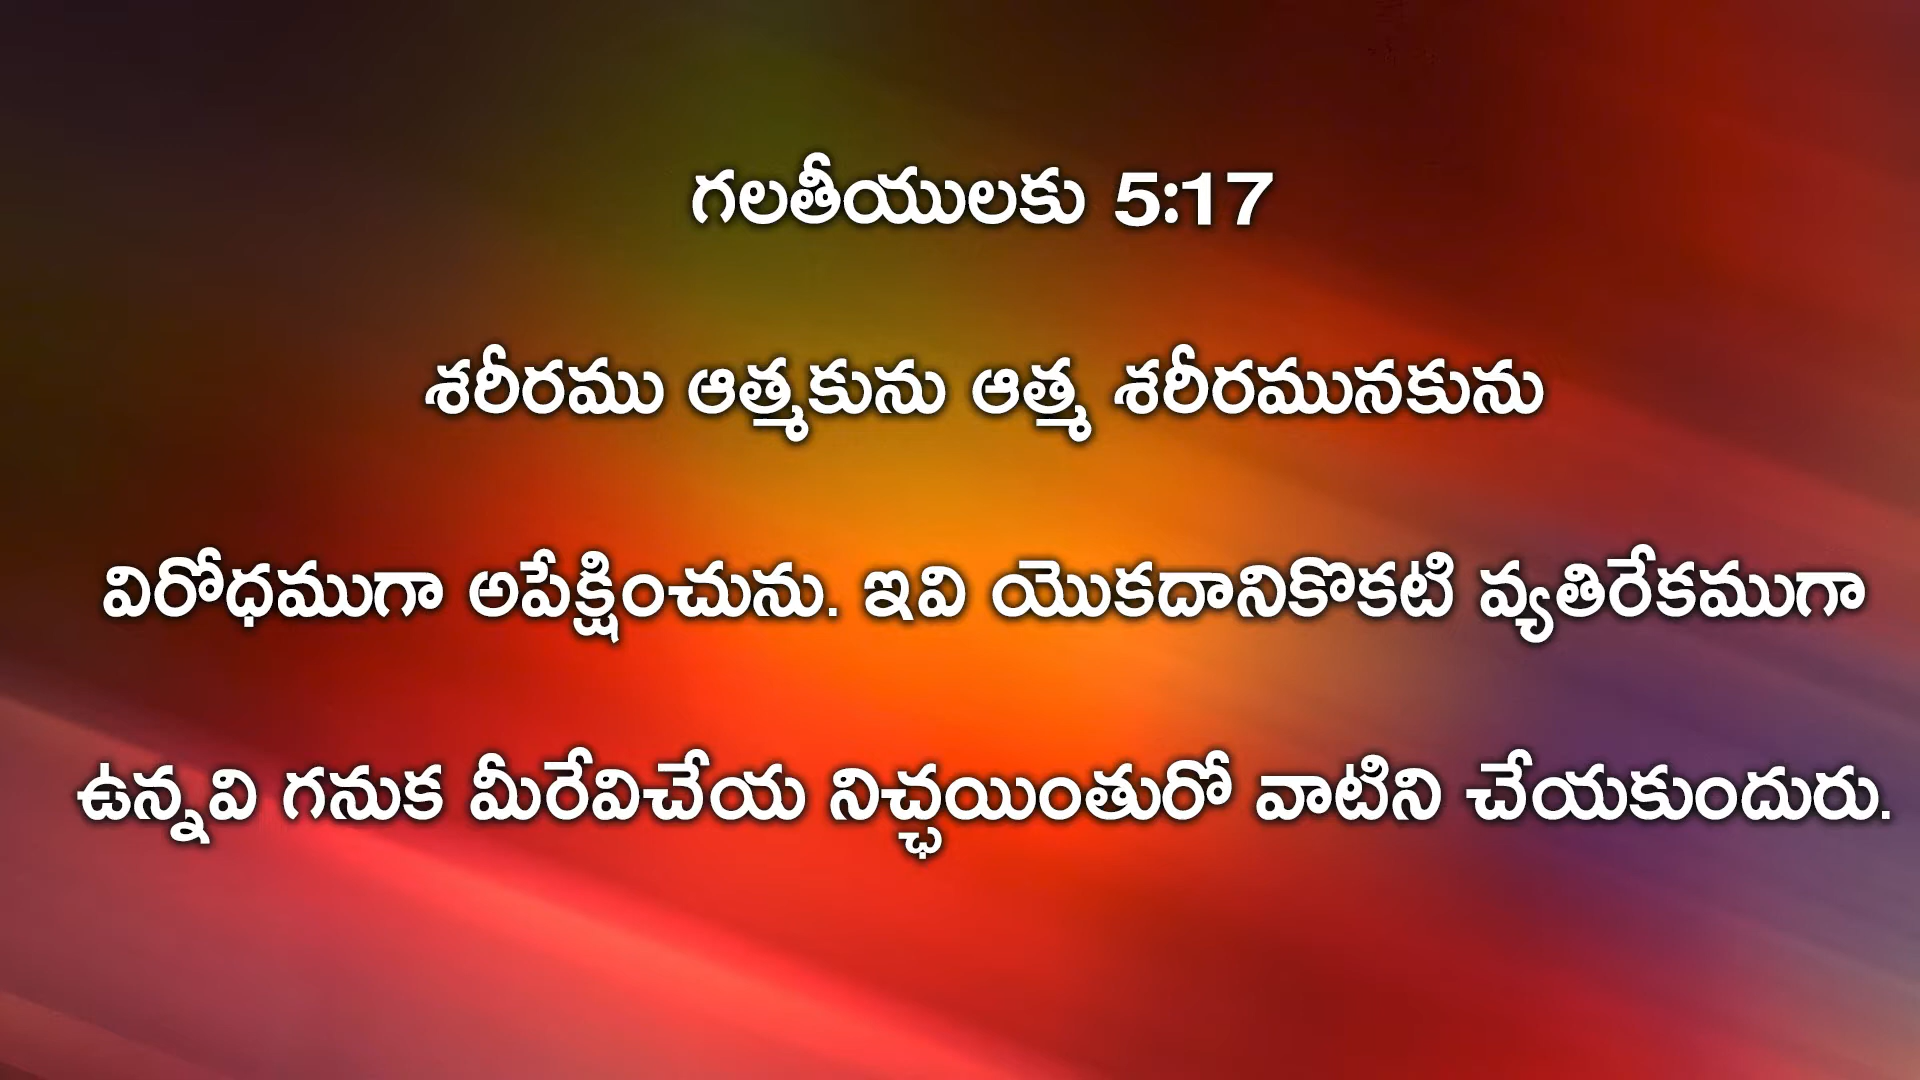 గలతీయులకు 5:17
శరీరము ఆత్మకును ఆత్మ శరీరమునకును
విరోధముగా అపేక్షించును. ఇవి యొకదానికొకటి వ్యతిరేకముగా
ఉన్నవి గనుక మీరేవిచేయ నిచ్ఛయింతురో వాటిని చేయకుందురు.